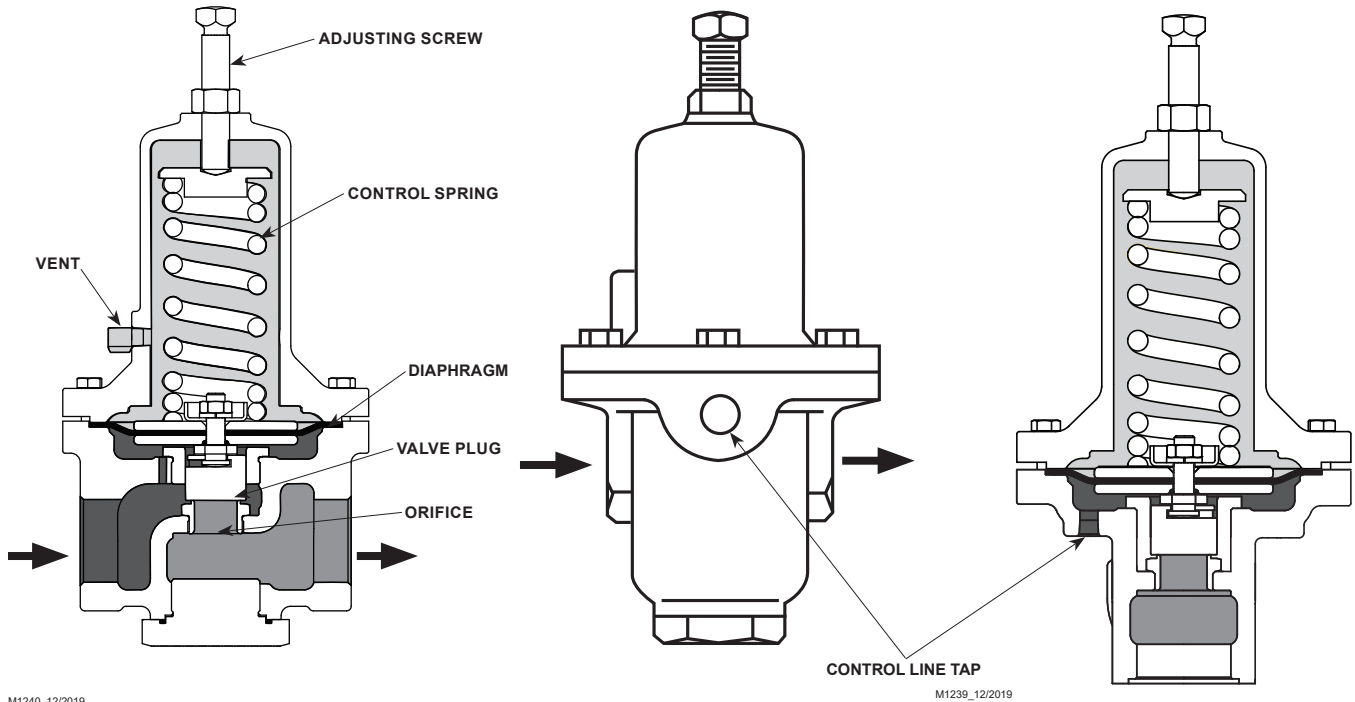 ADJUSTING SCREW
CONTROL SPRING
VENT
DIAPHRAGM
VALVE PLUG
ORIFICE
CONTROL LINE TAP
M1240_12/2019
M1239_12/2019